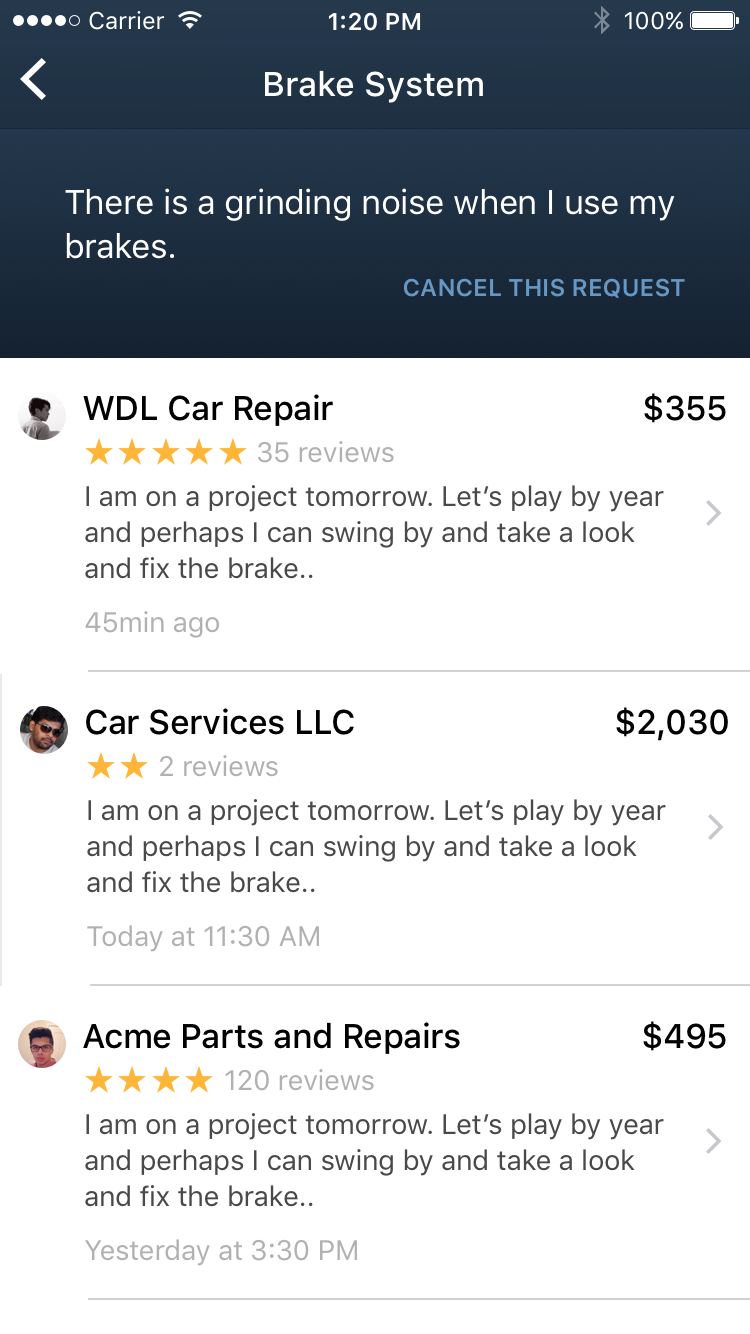 Carrier 1:20 PM 100%
Brake System
There is a grinding noise when I use my
brakes.
CANCEL THIS REQUEST
WDL Car Repair $355
35 reviews
I am on a project tomorrow. Let’s play by year
and perhaps I can swing by and take a look
and fix the brake..
45min ago
Car Services LLC $2,030
2 reviews
I am on a project tomorrow. Let’s play by year
and perhaps I can swing by and take a look
and fix the brake..
Today at 11:30 AM
Acme Parts and Repairs $495
120 reviews
I am on a project tomorrow. Let’s play by year
and perhaps I can swing by and take a look
and fix the brake..
Yesterday at 3:30 PM